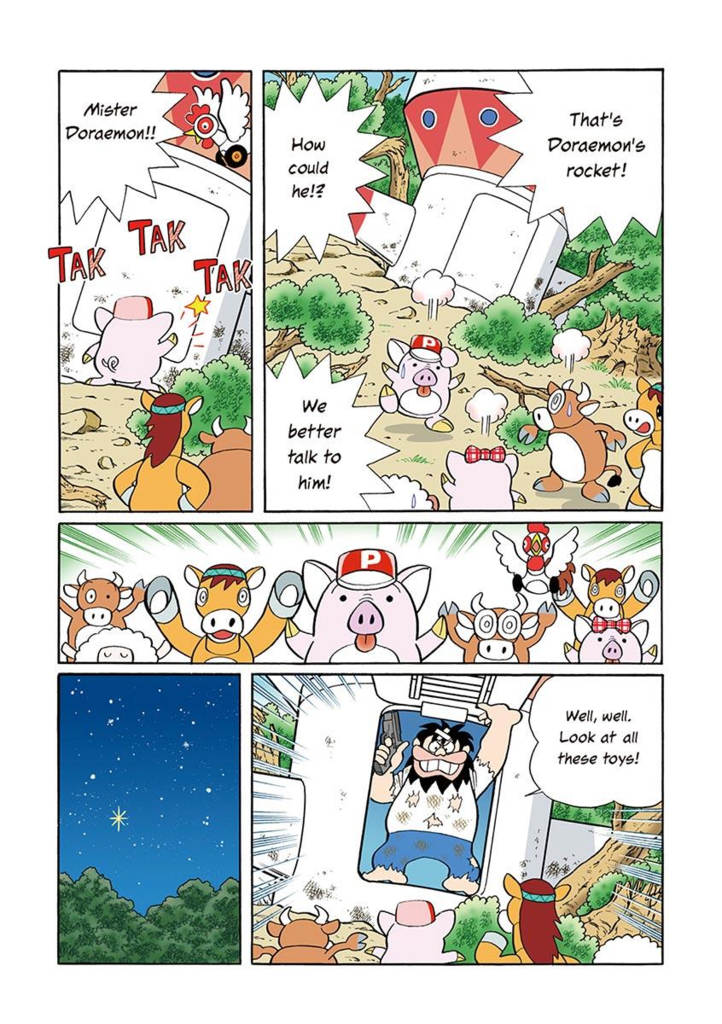 That's
Doraemon's
rocket!
How
could
he!?
P
We
better
talk to
him!
Mister
Doraemon!!
TAK
TAK
TAK
P
Well, well.
Look at all
these toys!